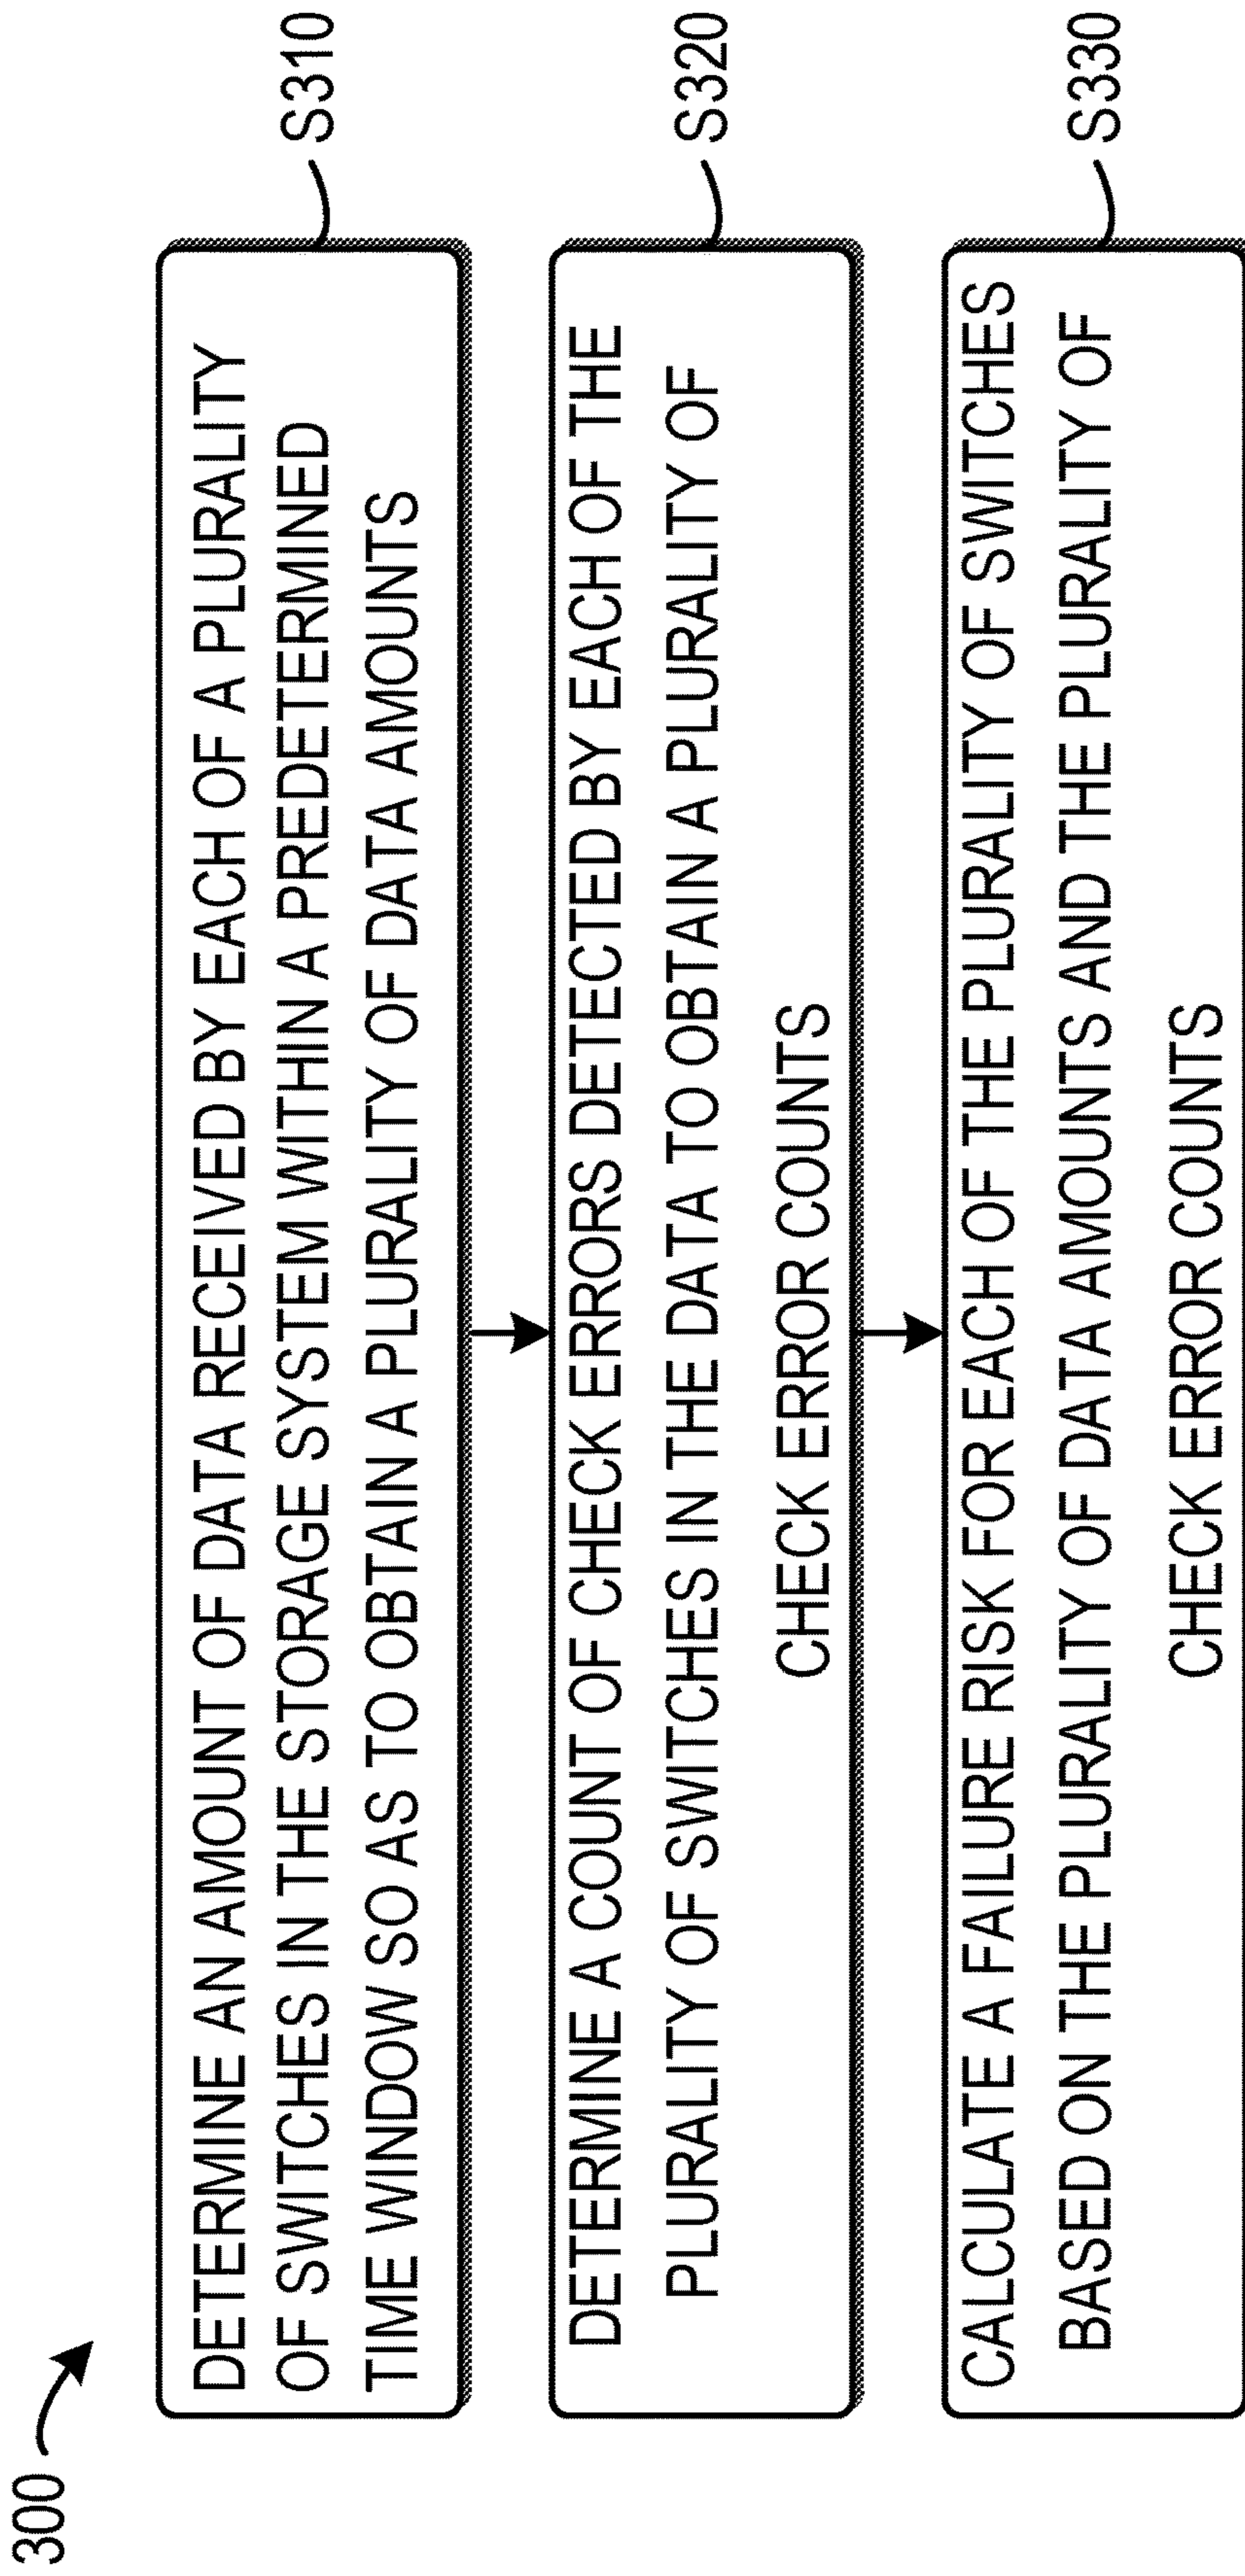 300
DETERMINE AN AMOUNT OF DATA RECEIVED BY EACH OF A PLURALITY
OF SWITCHES IN THE STORAGE SYSTEM WITHIN A PREDETERMINED
TIME WINDOW SO AS TO OBTAIN A PLURALITY OF DATA AMOUNTS
S310
DETERMINE A COUNT OF CHECK ERRORS DETECTED BY EACH OF THE
PLURALITY OF SWITCHES IN THE DATA TO OBTAIN A PLURALITY OF
CHECK ERROR COUNTS
S320
CALCULATE A FAILURE RISK FOR EACH OF THE PLURALITY OF SWITCHES
BASED ON THE PLURALITY OF DATA AMOUNTS AND THE PLURALITY OF
CHECK ERROR COUNTS
S330